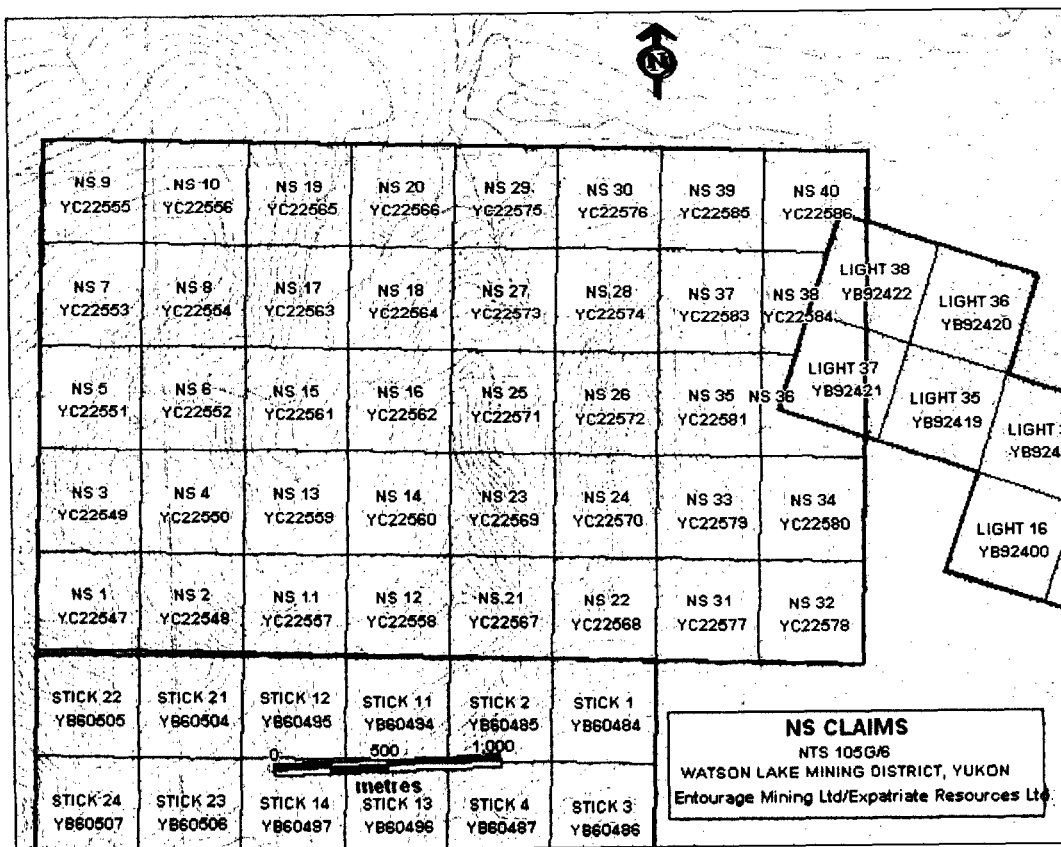 N
NS 9
YC22555
NS 10
YC22556
NS 19
YC22565
NS 20
YC22566
NS 29
YC22575
NS 30
YC22576
NS 39
YC22585
NS 40
YC22586
NS 7
YC22553
NS 8
YC22554
NS 17
YC22563
NS 18
YC22564
NS 27
YC22573
NS 28
YC22574
NS 37
YC22583
NS 38
YC22584
LIGHT 38
YB92422
LIGHT 36
YB92420
NS 5
YC22551
NS 6
YC22552
NS 15
YC22561
NS 16
YC22562
NS 25
YC22571
NS 26
YC22572
NS 35
YC22581
NS 36
LIGHT 37
YB92421
LIGHT 35
YB92419
LIGHT
YB924
NS 3
YC22549
NS 4
YC22550
NS 13
YC22559
NS 14
YC22560
NS 23
YC22569
NS 24
YC22570
NS 33
YC22579
NS 34
YC22580
LIGHT 16
YB92400
NS 1
YC22547
NS 2
YC22548
NS 11
YC22557
NS 12
YC22558
NS 21
YC22567
NS 22
YC22568
NS 31
YC22577
NS 32
YC22578
STICK 22
YB60505
STICK 21
YB60504
STICK 12
YB60495
STICK 11
YB60494
STICK 2
YB60485
STICK 1
YB60484
0 500 1,000
metres
STICK 24
YB60507
STICK 23
YB60506
STICK 14
YB60497
STICK 13
YB60496
STICK 4
YB60487
STICK 3
YB60486
NS CLAIMS
NTS 105G/6
WATSON LAKE MINING DISTRICT, YUKON
Entourage Mining Ltd/Expatriate Resources Ltd.